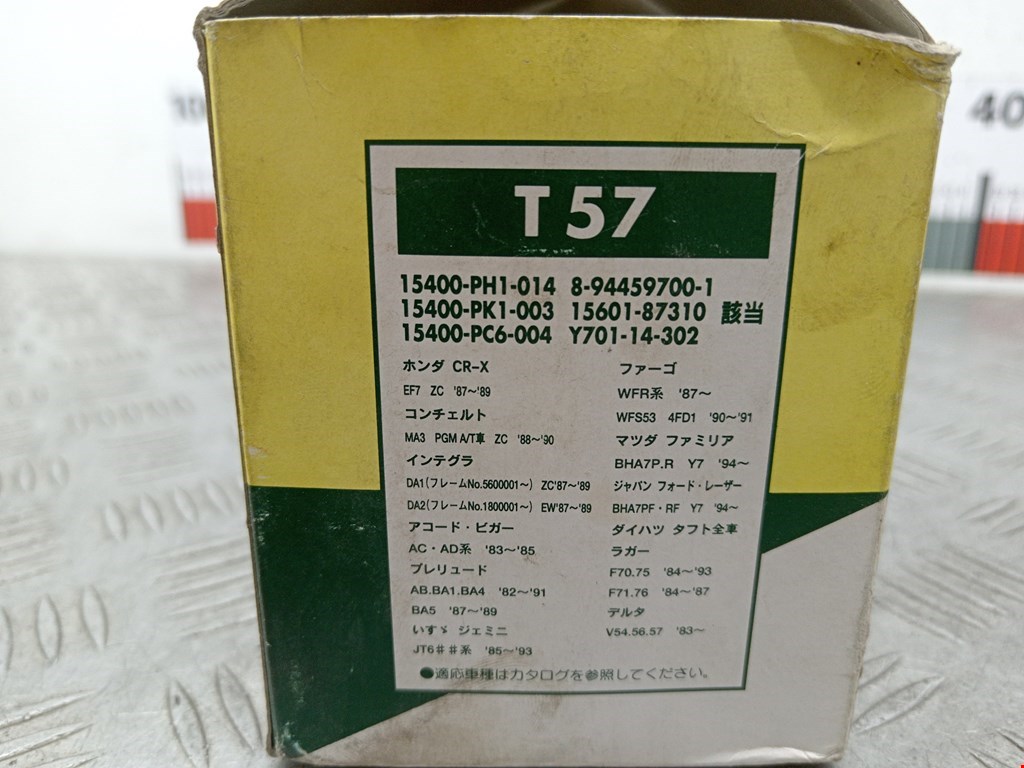 T 57
15400-PH1-014 8-94459700-1
15400-PK1-003 15601-87310 該当
15400-PC6-004 Y701-14-302
ホンダ CR-X
EF7 ZC '87～'89
コンチェルト
MA3 PGM A/T車 ZC '88～'90
インテグラ
DA1(フレームNo.5600001～) ZC'87～'89
DA2(フレームNo.1800001～) EW'87～'89
アコード・ビガー
AC・AD系 '83～'85
プレリュード
AB.BA1.BA4 '82～'91
BA5 '87～'89
いすゞ ジェミニ
JT6##系 '85～'93
ファーゴ
WFR系 '87～
WFS53 4FD1 '90～'91
マツダ ファミリア
BHA7P.R Y7 '94～
ジャパン フォード・レーザー
BHA7PF・RF Y7 '94～
ダイハツ タフト全車
ラガー
F70.75 '84～'93
F71.76 '84～'87
デルタ
V54.56.57 '83～
●適応車種はカタログを参照してください。
40